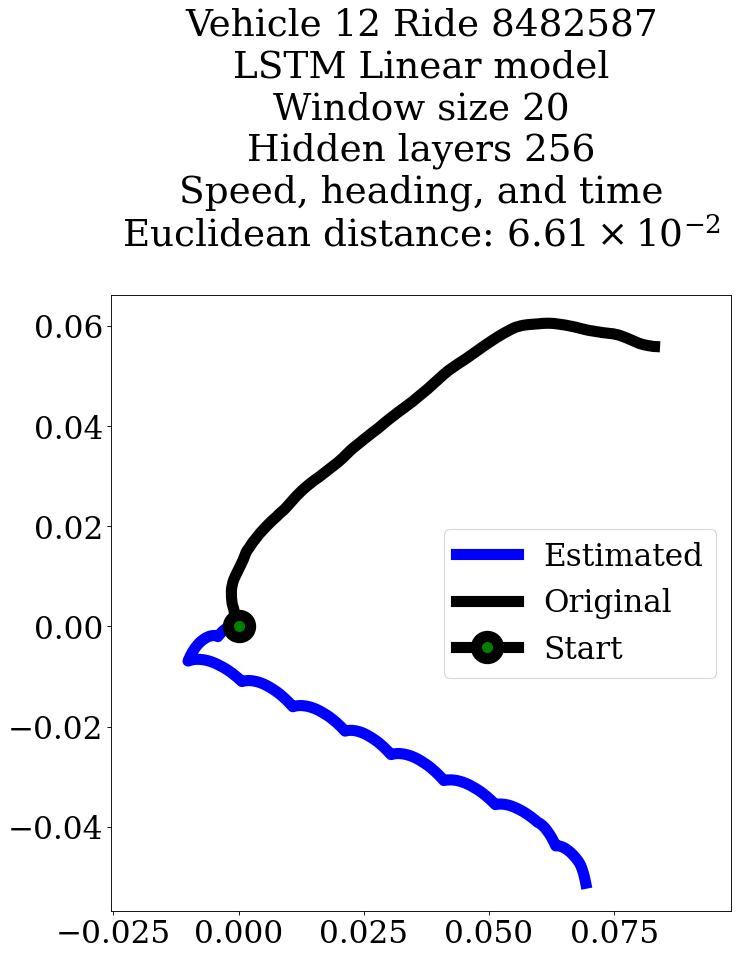 Vehicle 12 Ride 8482587
LSTM Linear model
Window size 20
Hidden layers 256
Speed, heading, and time
Euclidean distance: 6.61 × 10⁻²
0.06
0.04
0.02
0.00
−0.02
−0.04
Estimated
Original
Start
−0.025 0.000 0.025 0.050 0.075